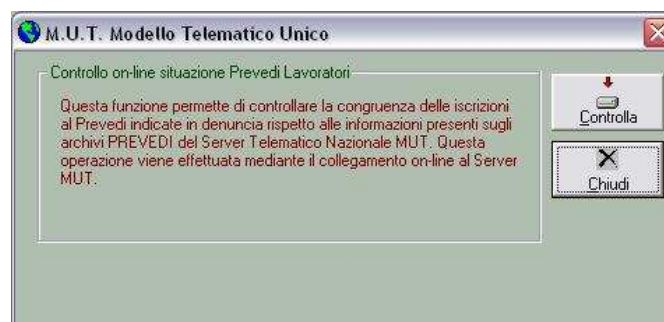 M.U.T. Modello Telematico Unico
Controllo on-line situazione Prevedi Lavoratori
Questa funzione permette di controllare la congruenza delle iscrizioni
al Prevedi indicate in denuncia rispetto alle informazioni presenti sugli
archivi PREVEDI del Server Telematico Nazionale MUT. Questa
operazione viene effettuata mediante il collegamento on-line al Server
MUT.
Controlla
Chiudi